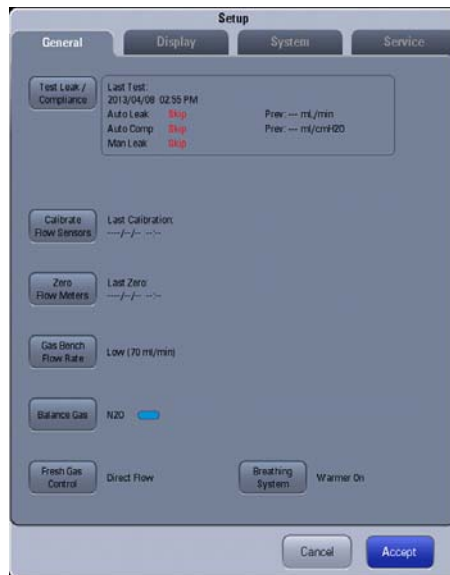 Setup
General Display System Service
Test Leak / Compliance
Last Test:
2013/04/08 02:55 PM
Auto Leak Skip Prev: --- mL/min
Auto Comp Skip Prev: --- ml/cmH2O
Man Leak Skip
Calibrate Flow Sensors
Last Calibration:
----/--/-- --:--
Zero Flow Meters
Last Zero:
----/--/-- --:--
Gas Bench Flow Rate
Low (70 ml/min)
Balance Gas N2O
Fresh Gas Control
Direct Flow
Breathing System
Warmer On
Cancel Accept